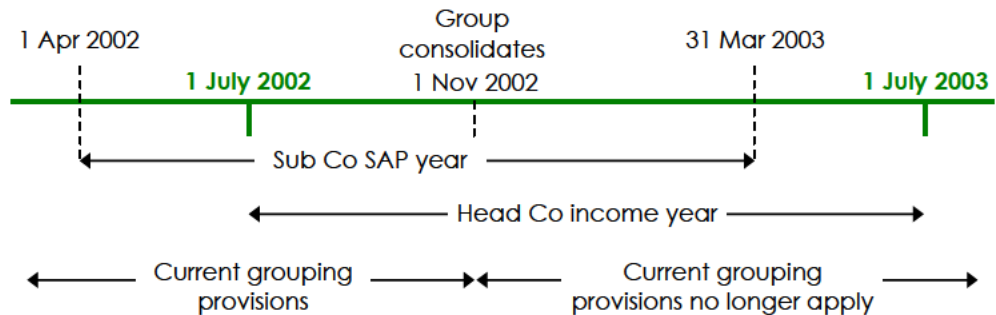 Group
1 Apr 2002
consolidates
31 Mar 2003
1 July 2002
1 Nov 2002
1 July 2003
Sub Co SAP year
Head Co income year
Current grouping
provisions
Current grouping
provisions no longer apply